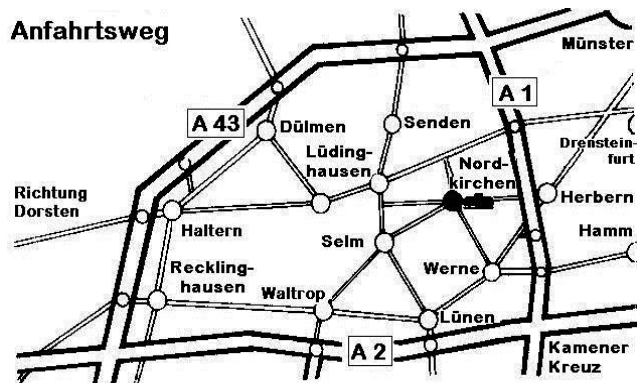 Anfahrtsweg
Münster
A 1
A 43
Dülmen
Senden
Lüding-
hausen
Nord-
kirchen
Drenstein-
furt
Richtung
Dorsten
Haltern
Herbern
Selm
Hamm
Reckling-
hausen
Werne
Waltrop
Lünen
A 2
Kamener
Kreuz